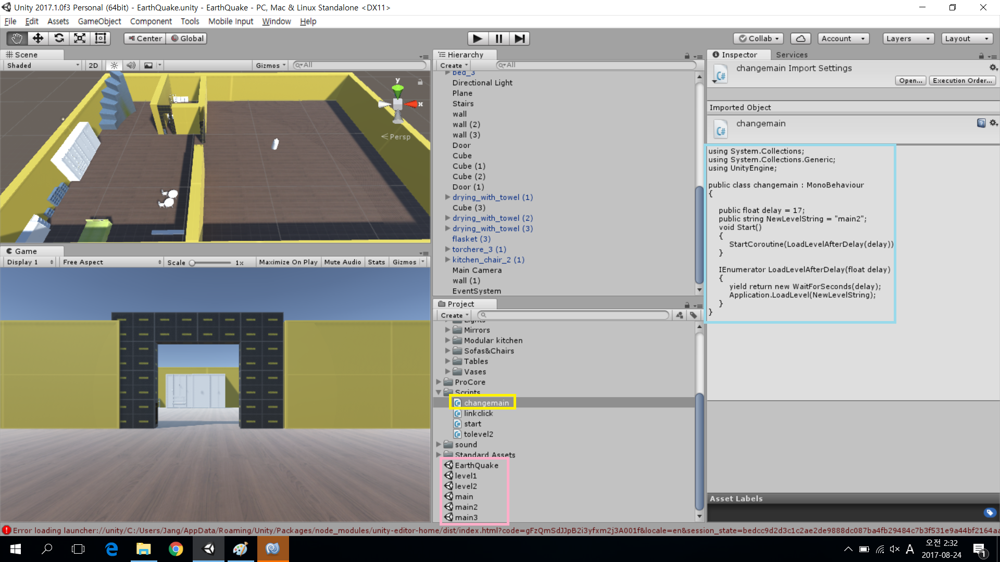 Unity 2017.1.0f3 Personal (64bit) - EarthQuake.unity - EarthQuake - PC, Mac & Linux Standalone <DX11>
File Edit Assets GameObject Component Tools Mobile Input Window Help
Center Global
Collab Account Layers Layout
Scene
Shaded 2D Gizmos All
y
x
Persp
Game
Display 1 Free Aspect Scale 1x Maximize On Play Mute Audio Stats Gizmos
Hierarchy
Create All
bed_3
Directional Light
Plane
Stairs
wall
wall (2)
wall (3)
Door
Cube
Cube (1)
Cube (2)
Door (1)
drying_with_towel (1)
Cube (3)
drying_with_towel (2)
drying_with_towel (3)
flasket (3)
torchere_3 (1)
kitchen_chair_2 (1)
Main Camera
wall (1)
EventSystem
Project
Create
Lights
Mirrors
Modular kitchen
Sofas&Chairs
Tables
Vases
ProCore
Scripts
changemain
linkclick
start
tolevel2
sound
Standard Assets
EarthQuake
level1
level2
main
main2
main3
Inspector Services
changemain Import Settings
Open... Execution Order...
Imported Object
changemain
using System.Collections;
using System.Collections.Generic;
using UnityEngine;
public class changemain : MonoBehaviour
{
public float delay = 17;
public string NewLevelString = "main2";
void Start()
{
StartCoroutine(LoadLevelAfterDelay(delay))
}
IEnumerator LoadLevelAfterDelay(float delay)
{
yield return new WaitForSeconds(delay);
Application.LoadLevel(NewLevelString);
}
}
Asset Labels
Error loading launcher://unity/C:/Users/Jang/AppData/Roaming/Unity/Packages/node_modules/unity-editor-home/dist/index.html?code=gFzQmSdJJpB2i3yfxm2j3A001f&locale=en&session_state=bedcc9d2d3c1c2ae2de9888dc087ba4fb29484c7b3f531e9a44bf2164a
A 오전 2:32
2017-08-24
1